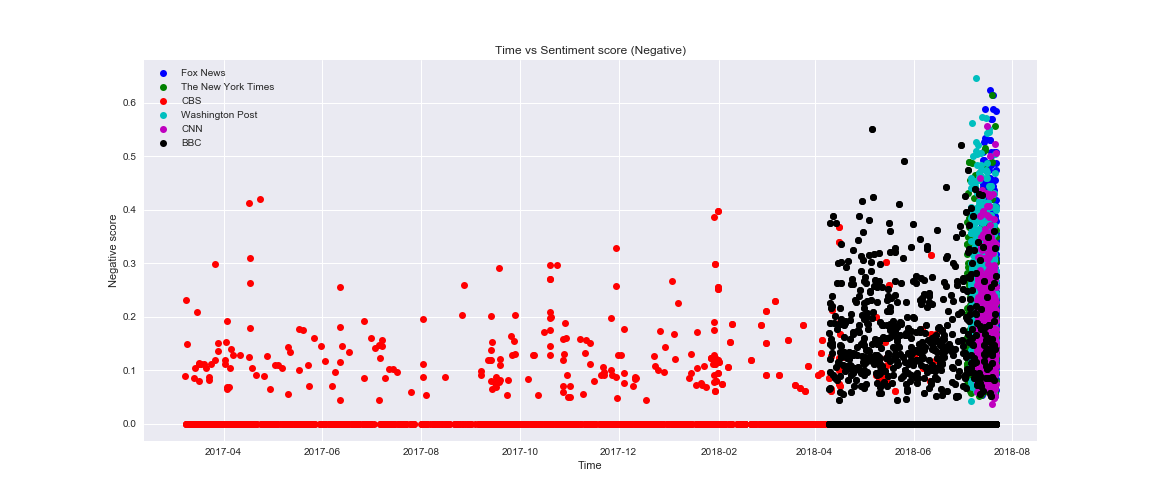 Time vs Sentiment score (Negative)
Fox News
The New York Times
CBS
Washington Post
CNN
BBC
0.6
0.5
0.4
0.3
0.2
0.1
0.0
Negative score
2017-04 2017-06 2017-08 2017-10 2017-12 2018-02 2018-04 2018-06 2018-08
Time